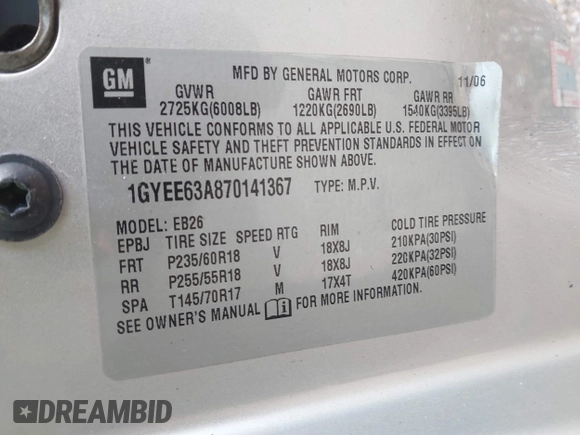 GM
MFD BY GENERAL MOTORS CORP. 11/06
GVWR GAWR FRT GAWR RR
2725KG(6008LB) 1220KG(2690LB) 1540KG(3395LB)
THIS VEHICLE CONFORMS TO ALL APPLICABLE U.S. FEDERAL MOTOR
VEHICLE SAFETY AND THEFT PREVENTION STANDARDS IN EFFECT ON
THE DATE OF MANUFACTURE SHOWN ABOVE.
1GYEE63A870141367 TYPE: M.P.V.
MODEL: EB26
EPBJ TIRE SIZE SPEED RTG RIM COLD TIRE PRESSURE
FRT P235/60R18 V 18X8J 210KPA(30PSI)
RR P255/55R18 V 18X8J 220KPA(32PSI)
SPA T145/70R17 M 17X4T 420KPA(60PSI)
SEE OWNER'S MANUAL i FOR MORE INFORMATION.
DREAMBID